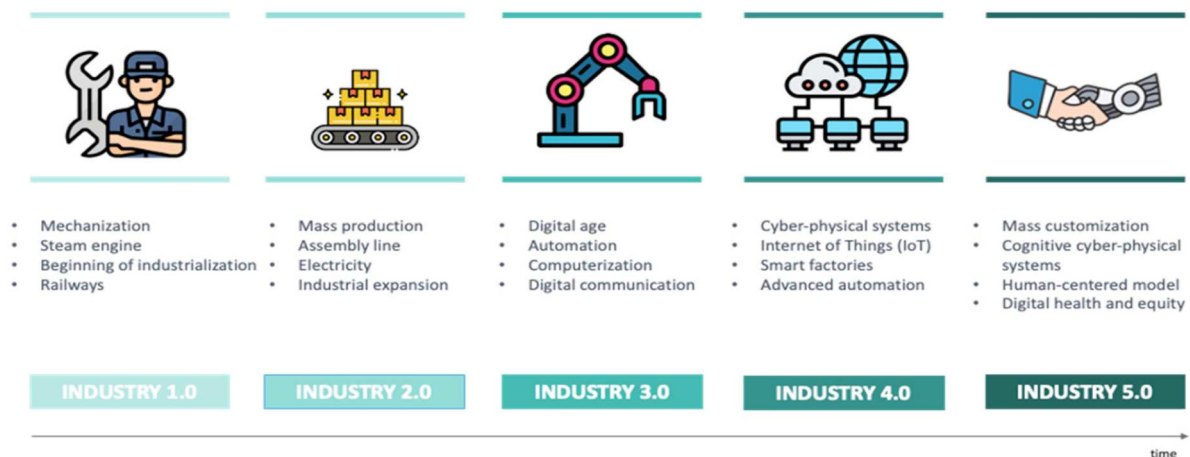 • Mechanization
• Steam engine
• Beginning of industrialization
• Railways
• Mass production
• Assembly line
• Electricity
• Industrial expansion
• Digital age
• Automation
• Computerization
• Digital communication
• Cyber-physical systems
• Internet of Things (IoT)
• Smart factories
• Advanced automation
• Mass customization
• Cognitive cyber-physical
systems
• Human-centered model
• Digital health and equity
INDUSTRY 1.0
INDUSTRY 2.0
INDUSTRY 3.0
INDUSTRY 4.0
INDUSTRY 5.0
time